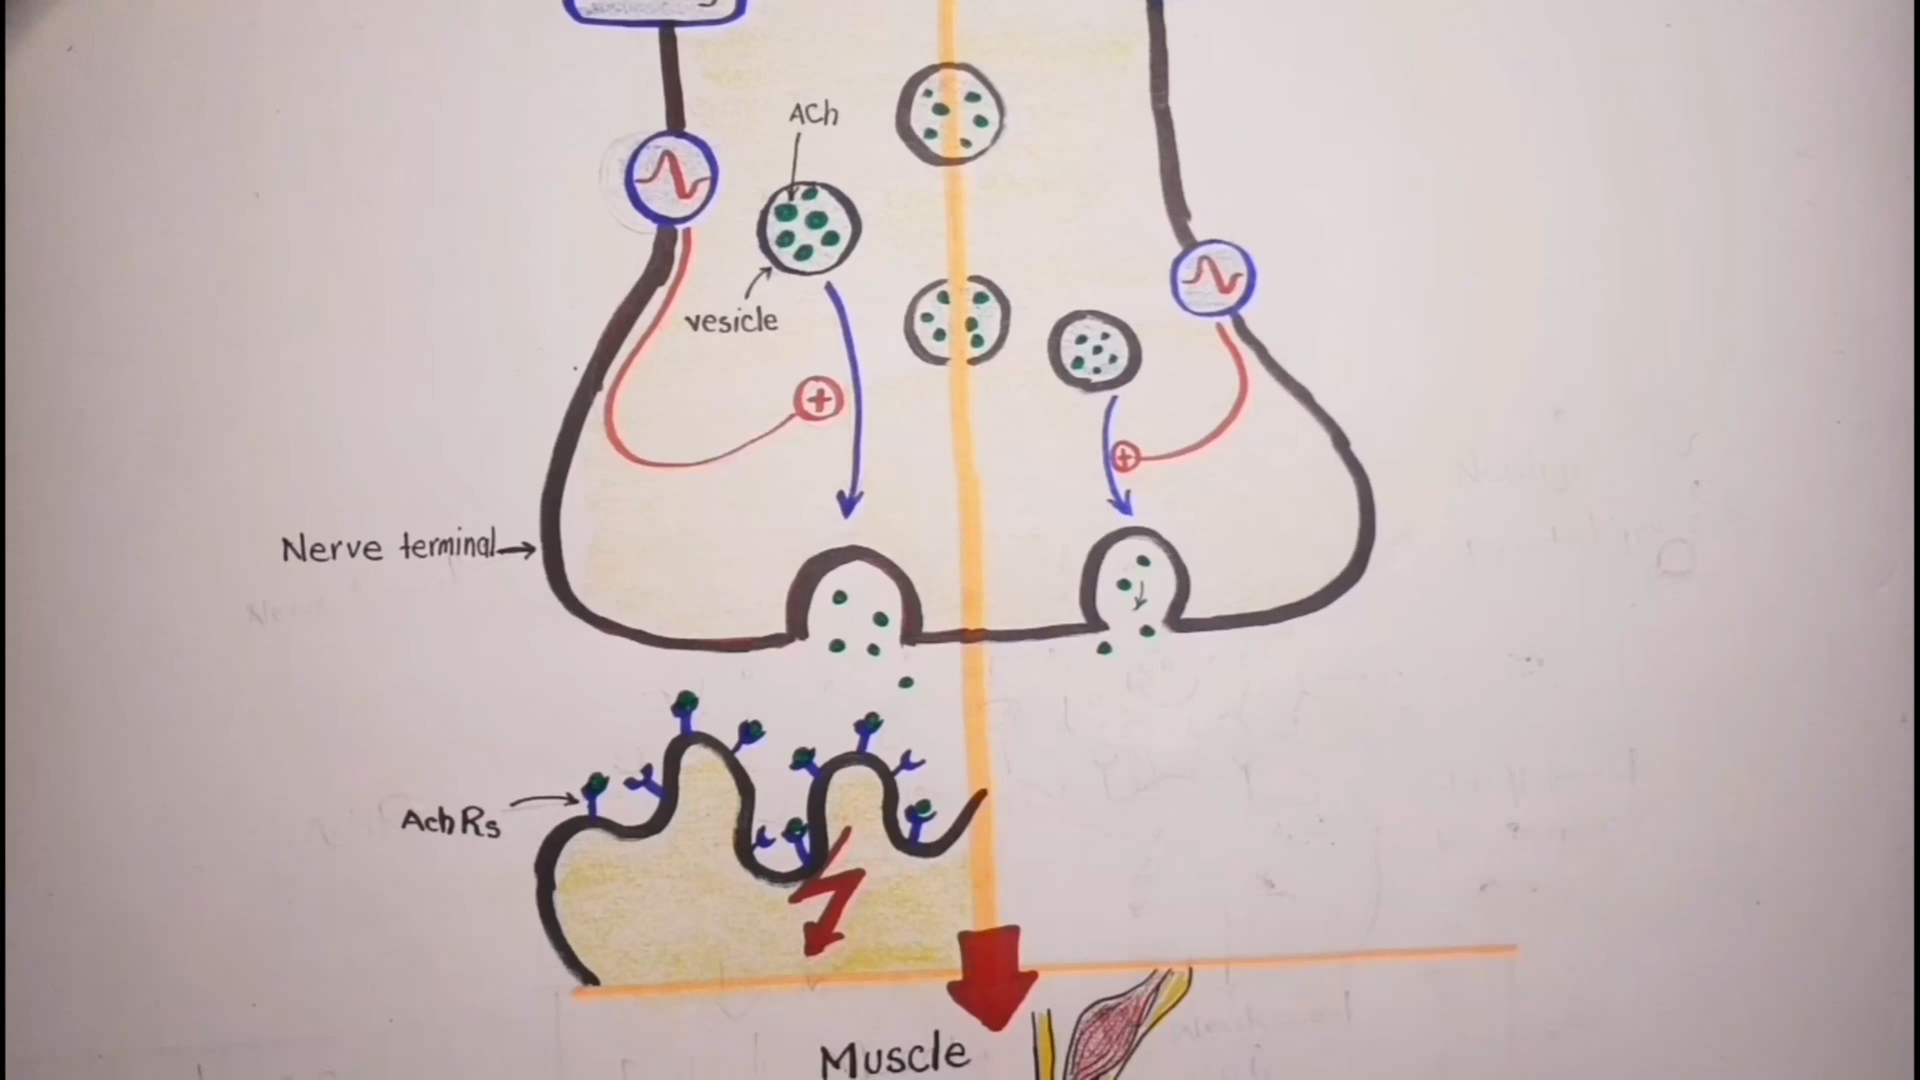 ACh
vesicle
Nerve terminal
AchRs
Muscle